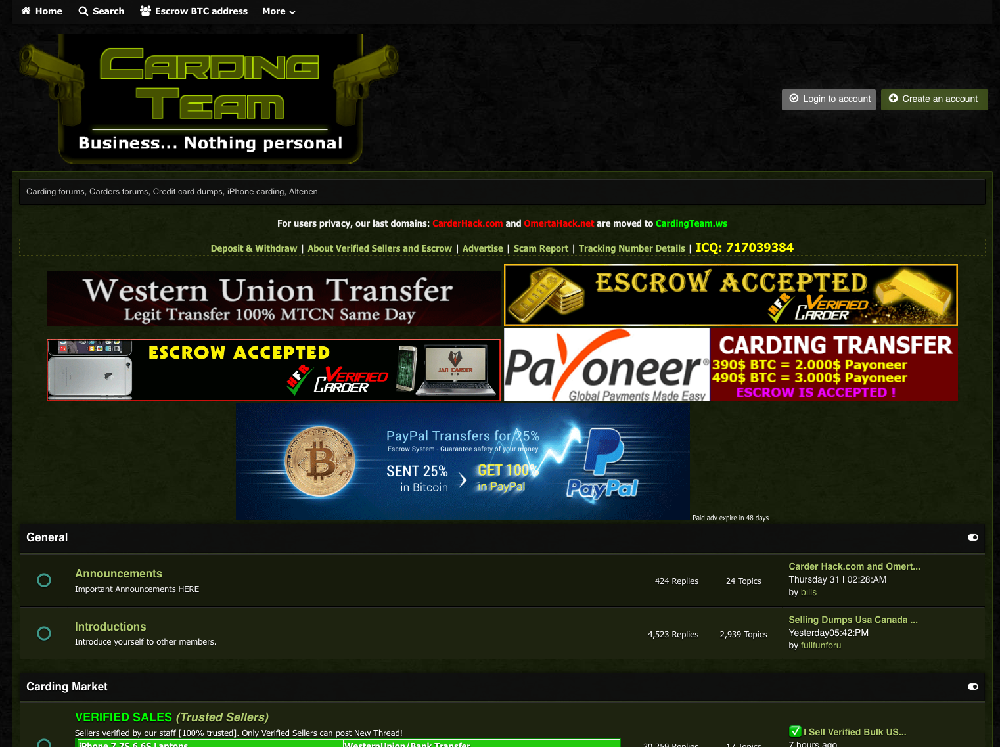 Home Search Escrow BTC address More
CARDING
TEAM
Business... Nothing personal
Login to account Create an account
Carding forums, Carders forums, Credit card dumps, iPhone carding, Altenen
For users privacy, our last domains: CarderHack.com and OmertaHack.net are moved to CardingTeam.ws
Deposit & Withdraw | About Verified Sellers and Escrow | Advertise | Scam Report | Tracking Number Details | ICQ: 717039384
Western Union Transfer
Legit Transfer 100% MTCN Same Day
ESCROW ACCEPTED
HFR VERIFIED
CARDER
ESCROW ACCEPTED
HFR VERIFIED
CARDER
JAN CARDER
Payoneer®
Global Payments Made Easy
CARDING TRANSFER
390$ BTC = 2.000$ Payoneer
490$ BTC = 3.000$ Payoneer
ESCROW IS ACCEPTED !
PayPal Transfers for 25%
Escrow System - Guarantee safety of your money
SENT 25%
in Bitcoin
GET 100%
in PayPal
PayPal
Paid adv expire in 48 days
General
Announcements
Important Announcements HERE
424 Replies 24 Topics
Carder Hack.com and Omert...
Thursday 31 | 02:28:AM
by bills
Introductions
Introduce yourself to other members.
4,523 Replies 2,939 Topics
Selling Dumps Usa Canada ...
Yesterday05:42:PM
by fullfunforu
Carding Market
VERIFIED SALES (Trusted Sellers)
Sellers verified by our staff [100% trusted]. Only Verified Sellers can post New Thread!
iPhone 7,7S,6,6S,Laptops WesternUnion/Bank Transfer
30,259 Replies 17 Topics
I Sell Verified Bulk US...
7 hours ago